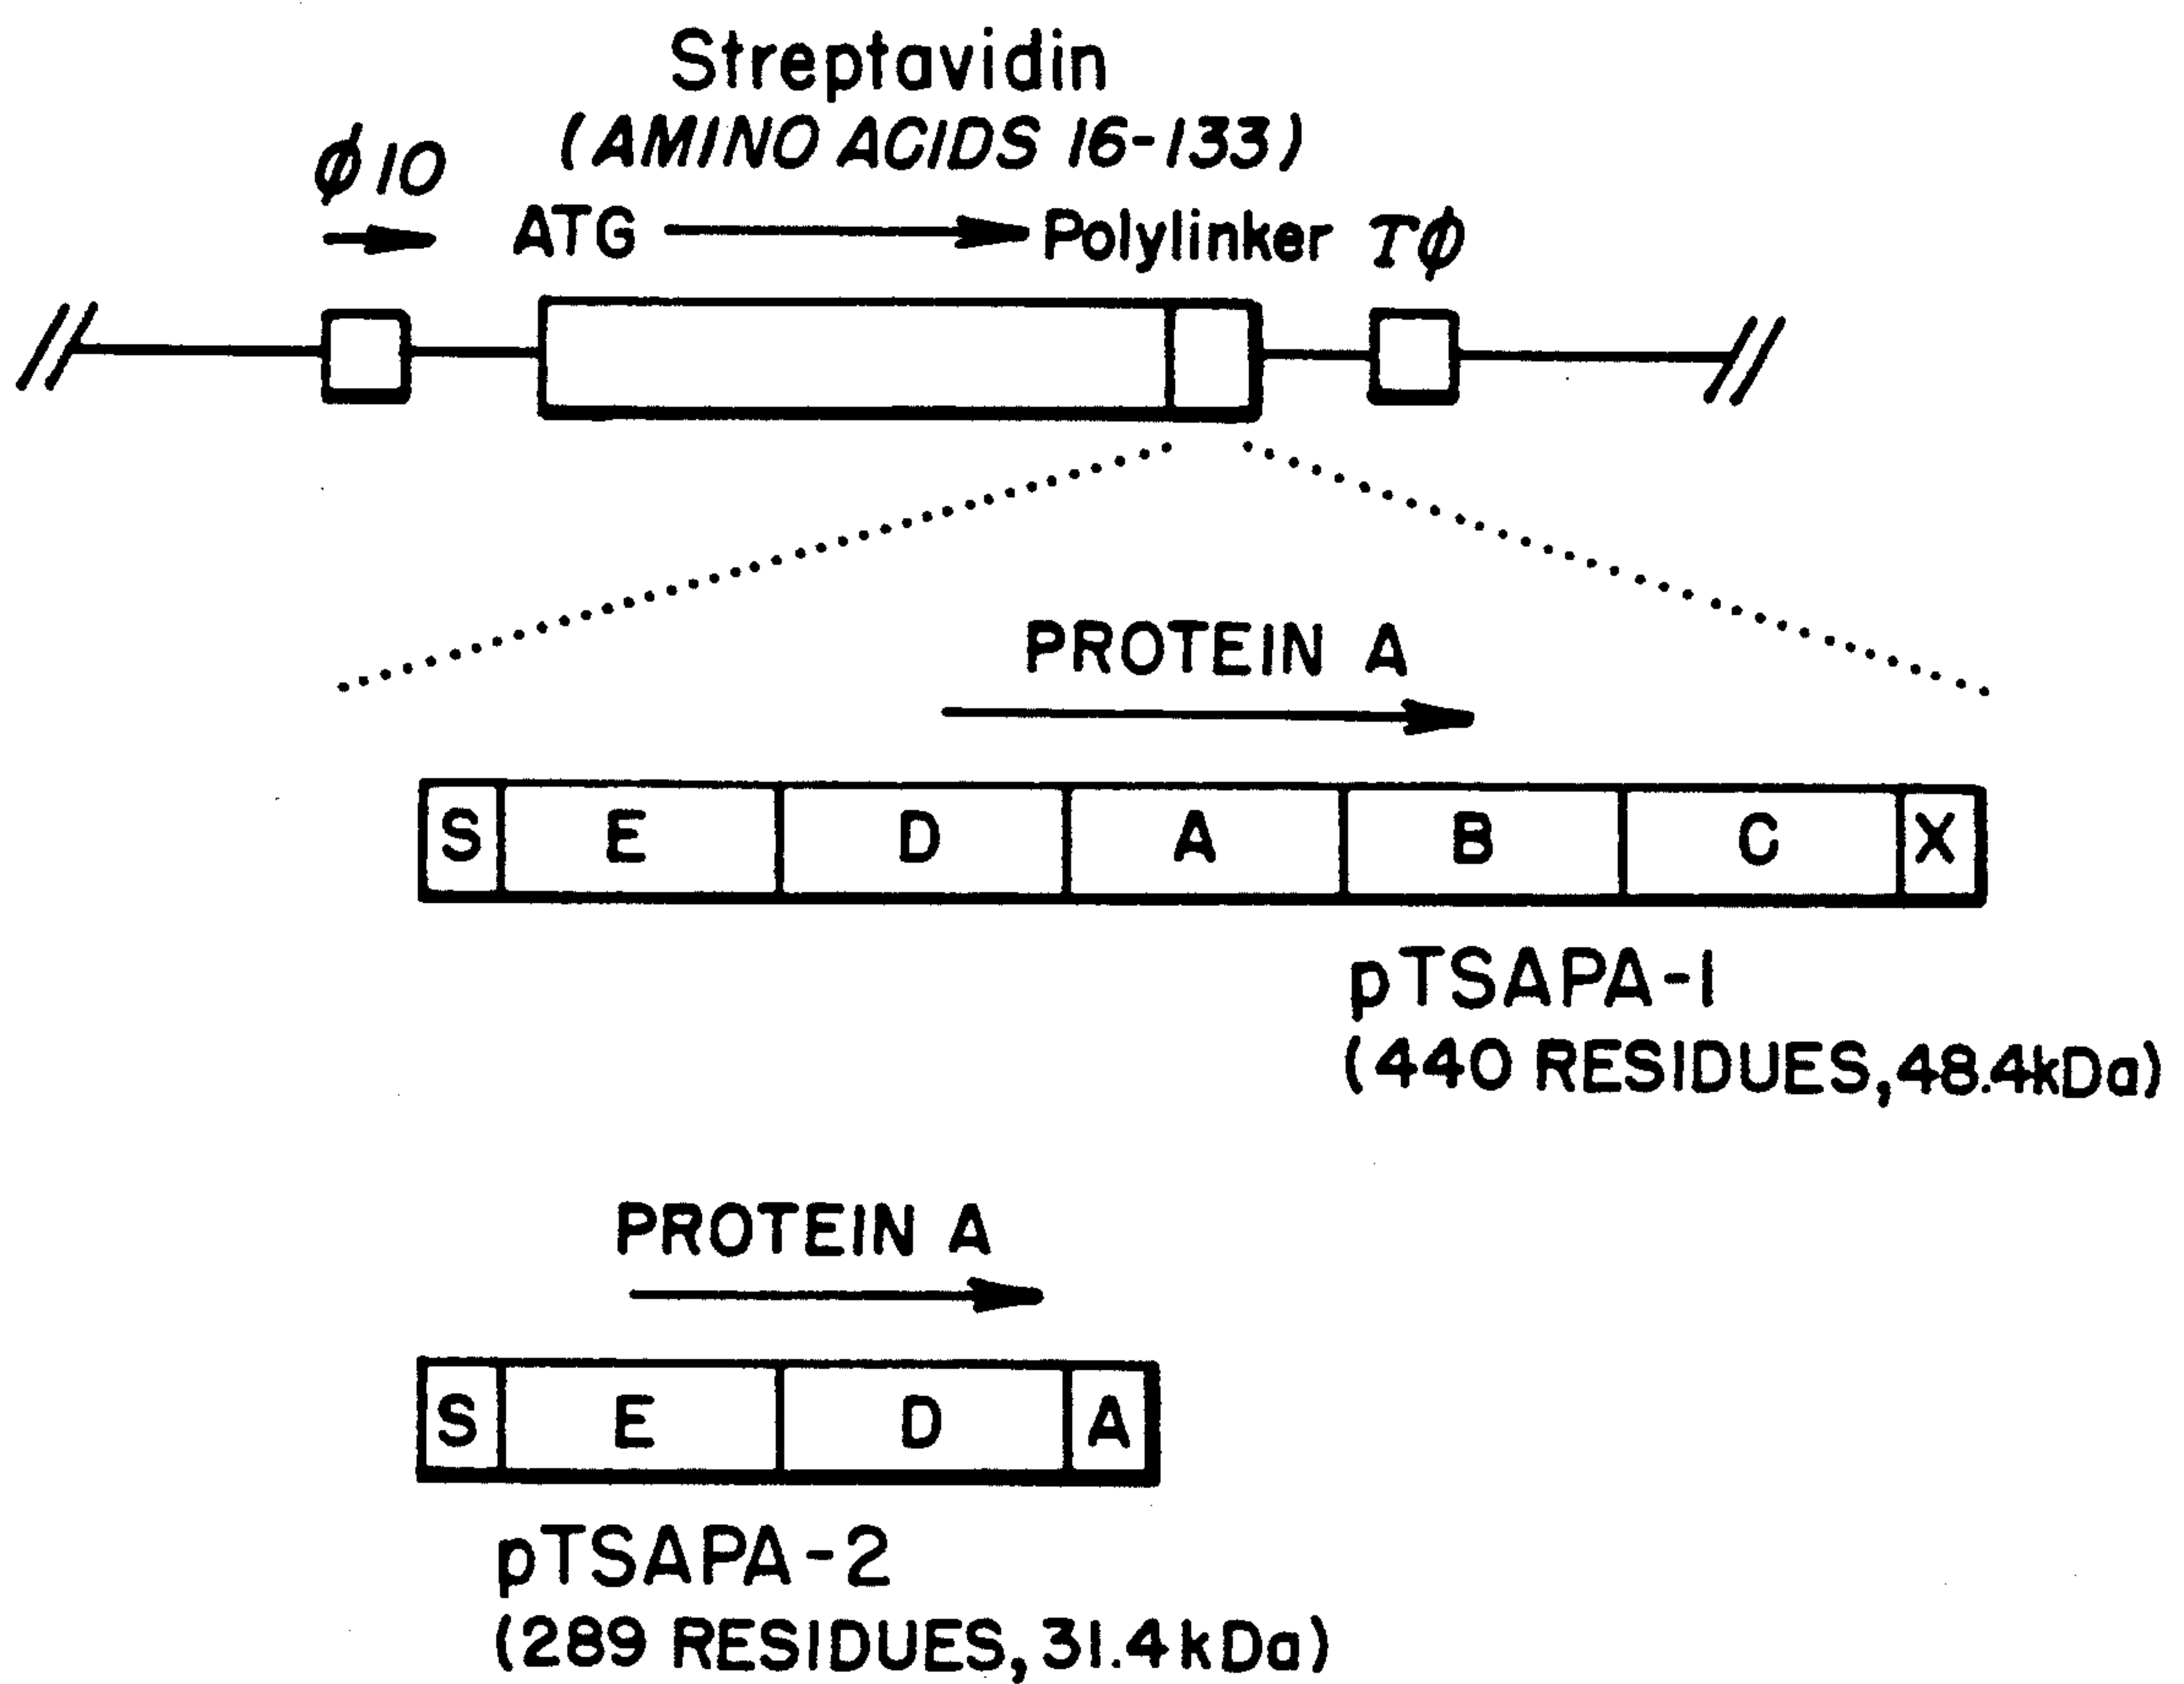 Streptavidin
(AMINO ACIDS 16-133)
φ10
ATG Polylinker Tφ
PROTEIN A
S E D A B C X
pTSAPA-1
(440 RESIDUES, 48.4kDa)
PROTEIN A
S E D A
pTSAPA-2
(289 RESIDUES, 31.4kDa)